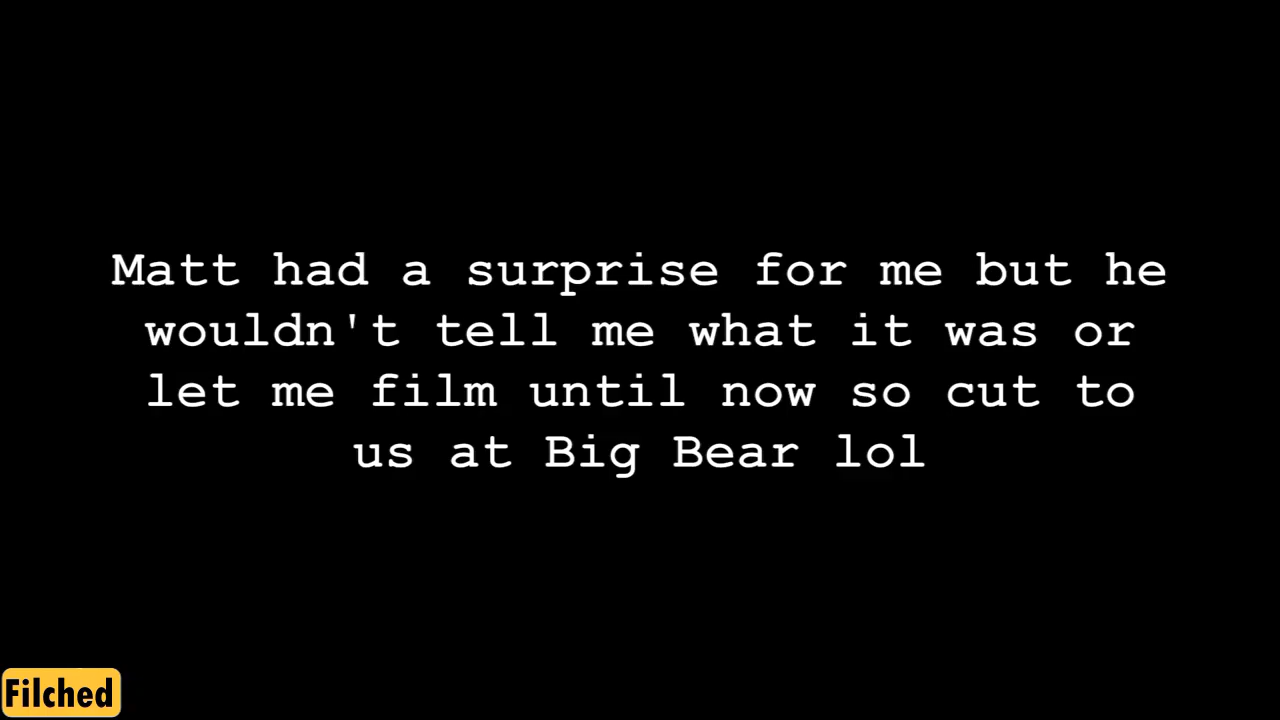 Matt had a surprise for me but he
wouldn't tell me what it was or
let me film until now so cut to
us at Big Bear lol
Filched